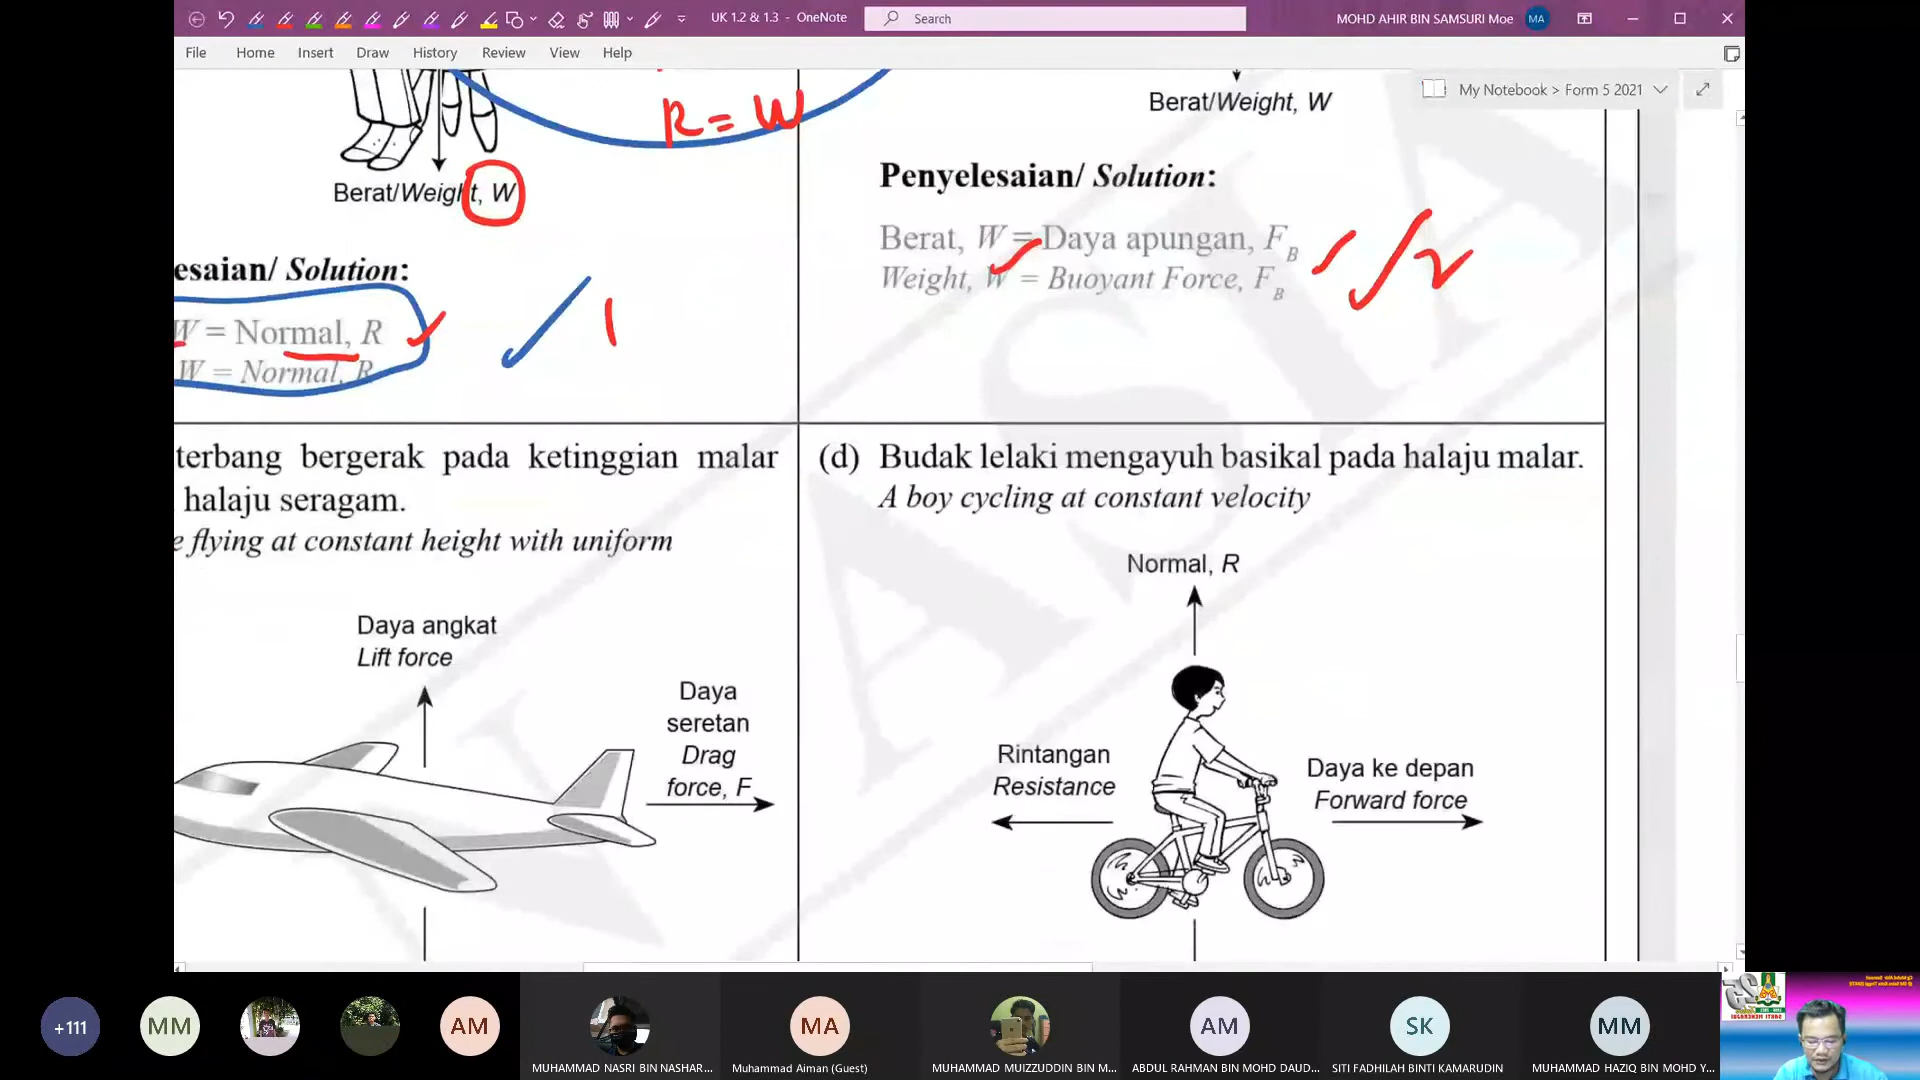 UK 1.2 & 1.3 - OneNote
Search
MOHD AHIR BIN SAMSURI Moe
MA
File Home Insert Draw History Review View Help
My Notebook > Form 5 2021
R = W
Berat/Weight, W
esaian/ Solution:
W = Normal, R
W = Normal, R
1
Berat/Weight, W
Penyelesaian/ Solution:
Berat, W = Daya apungan, F_B
Weight, W = Buoyant Force, F_B
2
terbang bergerak pada ketinggian malar
halaju seragam.
e flying at constant height with uniform
Daya angkat
Lift force
Daya
seretan
Drag
force, F
(d) Budak lelaki mengayuh basikal pada halaju malar.
A boy cycling at constant velocity
Normal, R
Rintangan
Resistance
Daya ke depan
Forward force
+111
MM
AM
MA
AM
SK
MM
MUHAMMAD NASRI BIN NASHAR...
Muhammad Aiman (Guest)
MUHAMMAD MUIZZUDDIN BIN M...
ABDUL RAHMAN BIN MOHD DAUD...
SITI FADHILAH BINTI KAMARUDIN
MUHAMMAD HAZIQ BIN MOHD Y...